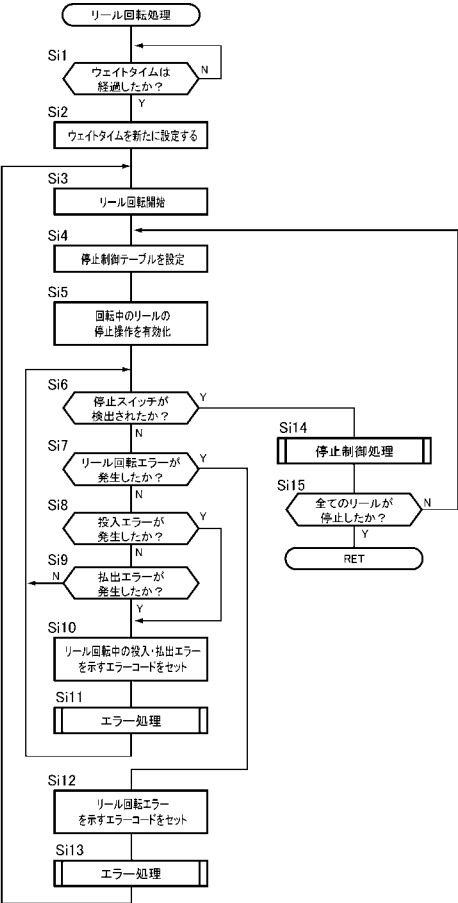 リール回転処理
Si1
ウェイトタイムは
経過したか？
N
Y
Si2
ウェイトタイムを新たに設定する
Si3
リール回転開始
Si4
停止制御テーブルを設定
Si5
回転中のリールの
停止操作を有効化
Si6
停止スイッチが
検出されたか？
Y
N
Si7
リール回転エラーが
発生したか？
Y
N
Si8
投入エラーが
発生したか？
Y
N
Si9
払出エラーが
発生したか？
N
Y
Si10
リール回転中の投入・払出エラー
を示すエラーコードをセット
Si11
エラー処理
Si12
リール回転エラー
を示すエラーコードをセット
Si13
エラー処理
Si14
停止制御処理
Si15
全てのリールが
停止したか？
N
Y
RET